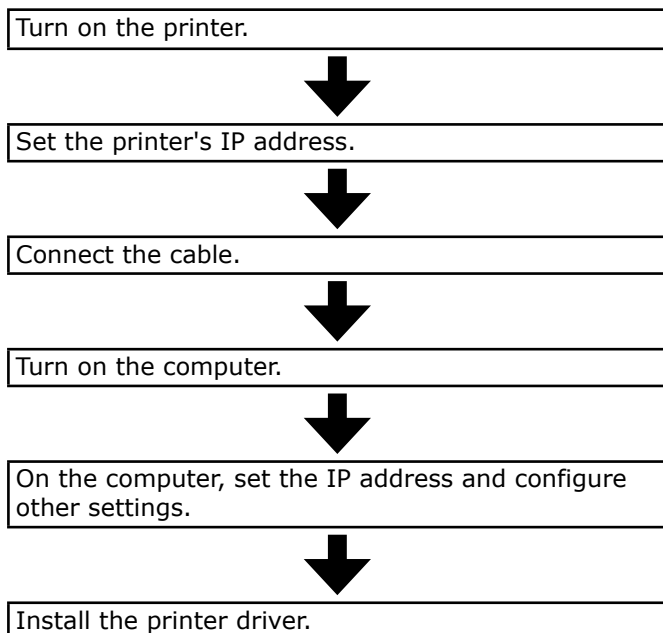 Turn on the printer.
Set the printer's IP address.
Connect the cable.
Turn on the computer.
On the computer, set the IP address and configure
other settings.
Install the printer driver.